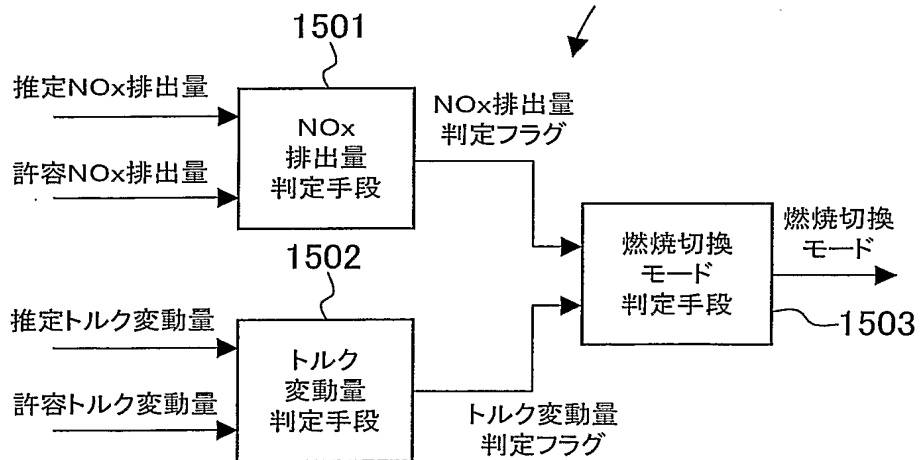 1501
推定NOx排出量
許容NOx排出量
NOx
排出量
判定手段
NOx排出量
判定フラグ
1502
推定トルク変動量
許容トルク変動量
トルク
変動量
判定手段
トルク変動量
判定フラグ
燃焼切換
モード
判定手段
燃焼切換
モード
1503